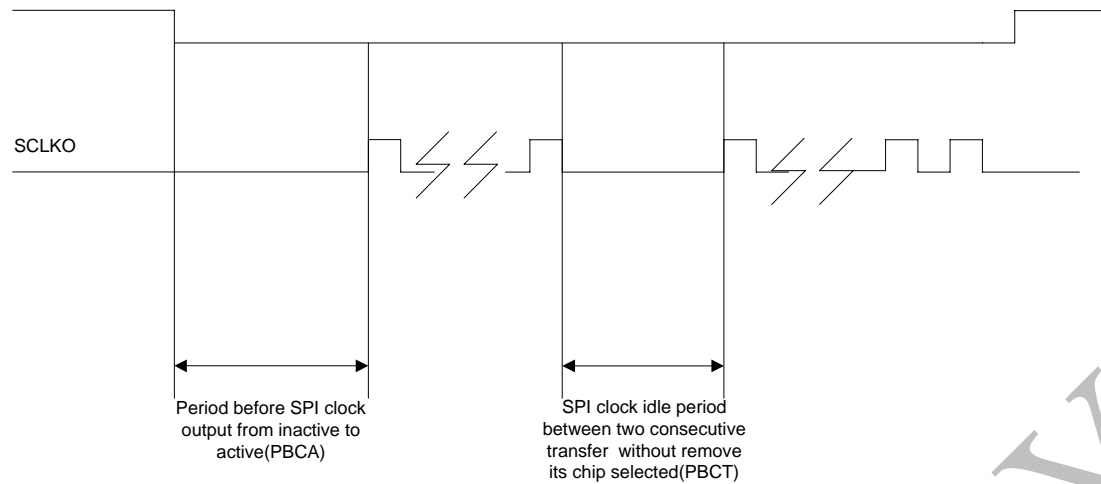 SCLKO
Period before SPI clock
output from inactive to
active(PBCA)
SPI clock idle period
between two consecutive
transfer without remove
its chip selected(PBCT)